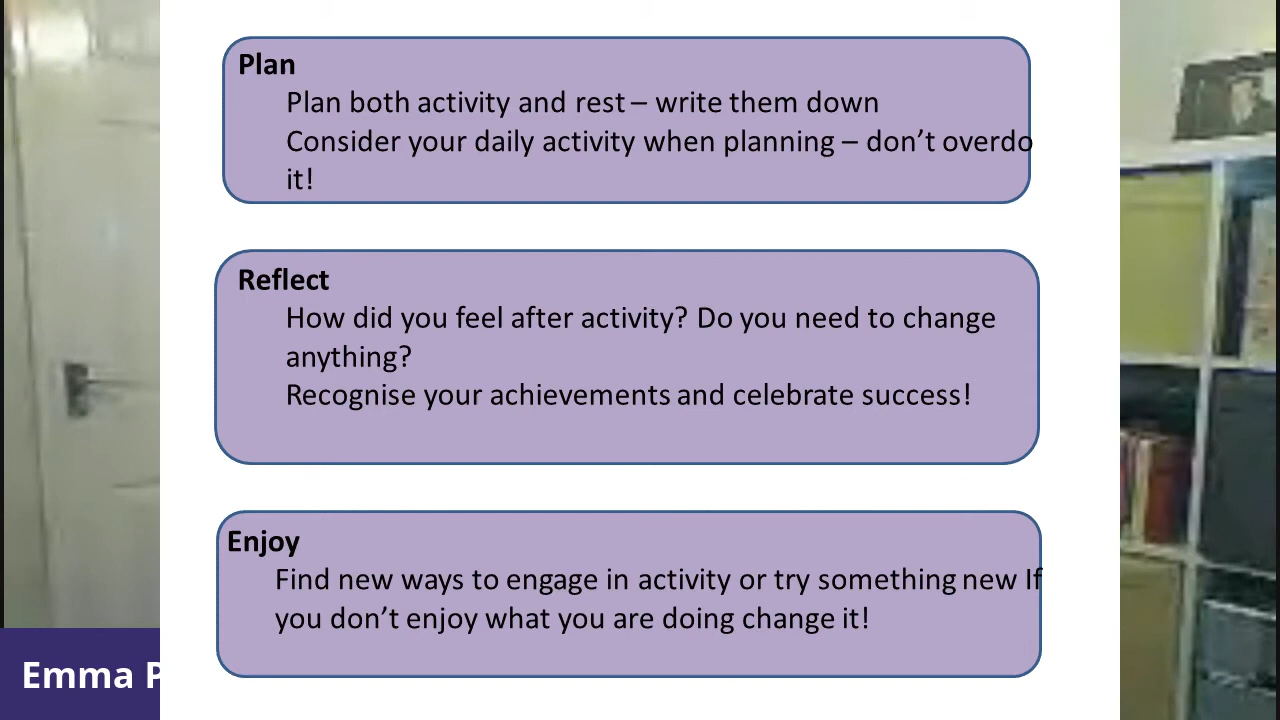 Plan
Plan both activity and rest – write them down
Consider your daily activity when planning – don’t overdo
it!
Reflect
How did you feel after activity? Do you need to change
anything?
Recognise your achievements and celebrate success!
Enjoy
Find new ways to engage in activity or try something new If
you don’t enjoy what you are doing change it!
Emma P